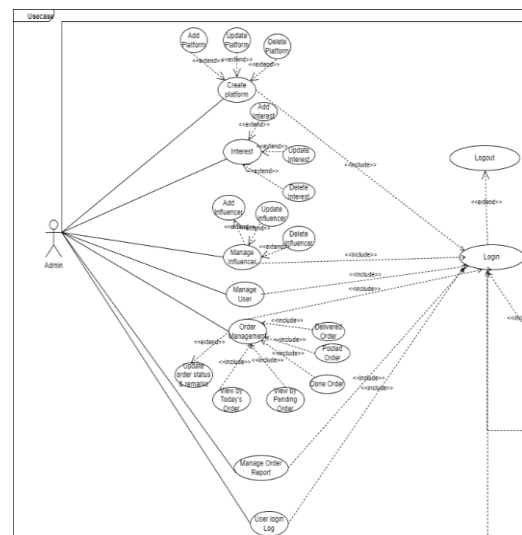 Usecase
Add
Platform
Update
Platform
Delete
Platform
<<extend>>
<<extend>>
<<extend>>
Create
platform
Add
Interest
<<extend>>
Interest
<<extend>>
Update
Interest
<<include>>
<<extend>>
Delete
Interest
Logout
Add
Influencer
Update
Influencer
Delete
Influencer
<<extend>>
<<extend>>
<<extend>>
<<extend>>
Admin
Manage
Influencer
<<include>>
Login
Manage
User
<<include>>
<<include>>
Order
Management
<<include>>
Delivered
Order
<<include>>
Posted
Order
<<extend>>
<<include>>
<<include>>
Update
order status
& remarks
<<include>>
Done Order
<<include>>
<<include>>
View by
Today's
Order
View by
Pending
Order
Manage Order
Report
User login
Log